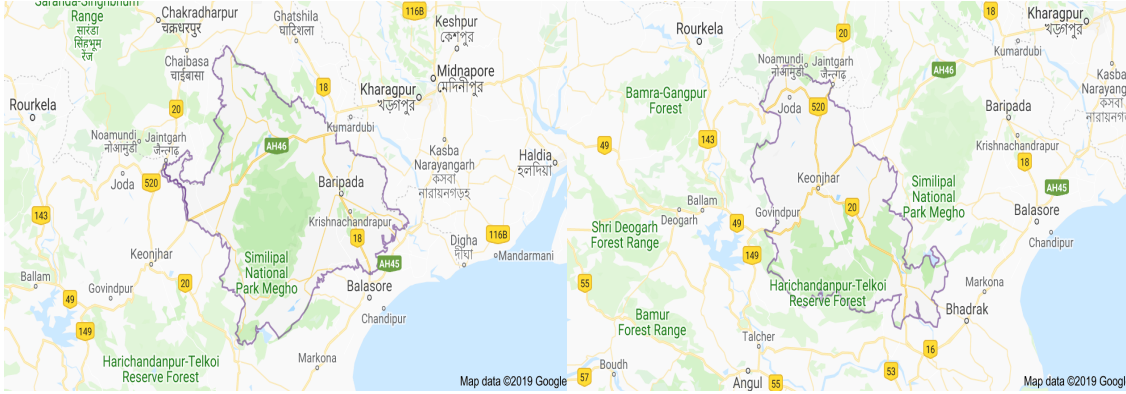 Saranda-Singhbhum
Range
सारंडा
सिंहभूम
रेंज
Chakradharpur
चक्रधरपुर
Ghatshila
ঘাটশিলা
116B
Keshpur
কেশপুর
20
Chaibasa
चाईबासा
Midnapore
মেদিনীপুর
18
Kharagpur
খড়্গপুর
Rourkela
20
Kumardubi
Noamundi
नोआमुंडी
Jaintgarh
जैन्तगढ़
AH46
Kasba
Narayangarh
কসবা
নারায়নগড়হ
Haldia
হলদিয়া
Joda
520
Baripada
143
Krishnachandrapur
18
116B
Digha
দীঘা
Mandarmani
Keonjhar
Similipal
National
Park Megho
AH45
Ballam
20
Balasore
49
Govindpur
Chandipur
149
Harichandanpur-Telkoi
Reserve Forest
Markona
Map data ©2019 Google
18
Kharagpur
খড়্গপুর
Rourkela
20
Kumardubi
Noamundi
नोआमुंडी
Jaintgarh
जैन्तगढ़
AH46
Kasba
Narayang
কসবা
নারায়নগ
Bamra-Gangpur
Forest
Joda
520
Baripada
49
143
Krishnachandrapur
18
Keonjhar
Similipal
National
Park Megho
AH45
Ballam
20
Deogarh
Govindpur
Balasore
49
Shri Deogarh
Forest Range
Chandipur
149
55
Harichandanpur-Telkoi
Reserve Forest
Markona
Bhadrak
Bamur
Forest Range
Talcher
16
Boudh
57
Angul
55
53
Map data ©2019 Google